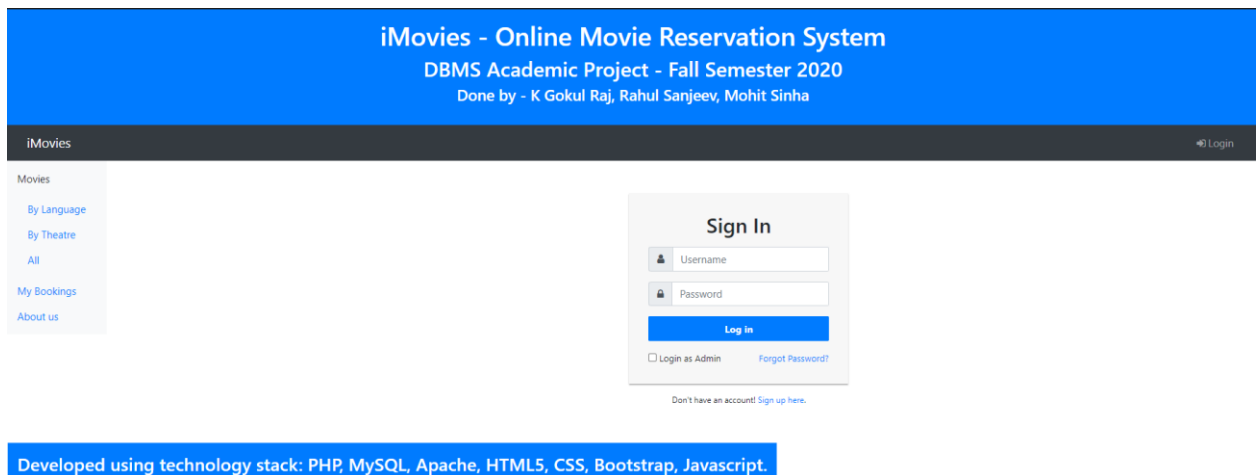 iMovies - Online Movie Reservation System
DBMS Academic Project - Fall Semester 2020
Done by - K Gokul Raj, Rahul Sanjeev, Mohit Sinha
iMovies
Login
Movies
By Language
By Theatre
All
My Bookings
About us
Sign In
Username
Password
Log in
Login as Admin
Forgot Password?
Don't have an account! Sign up here.
Developed using technology stack: PHP, MySQL, Apache, HTML5, CSS, Bootstrap, Javascript.